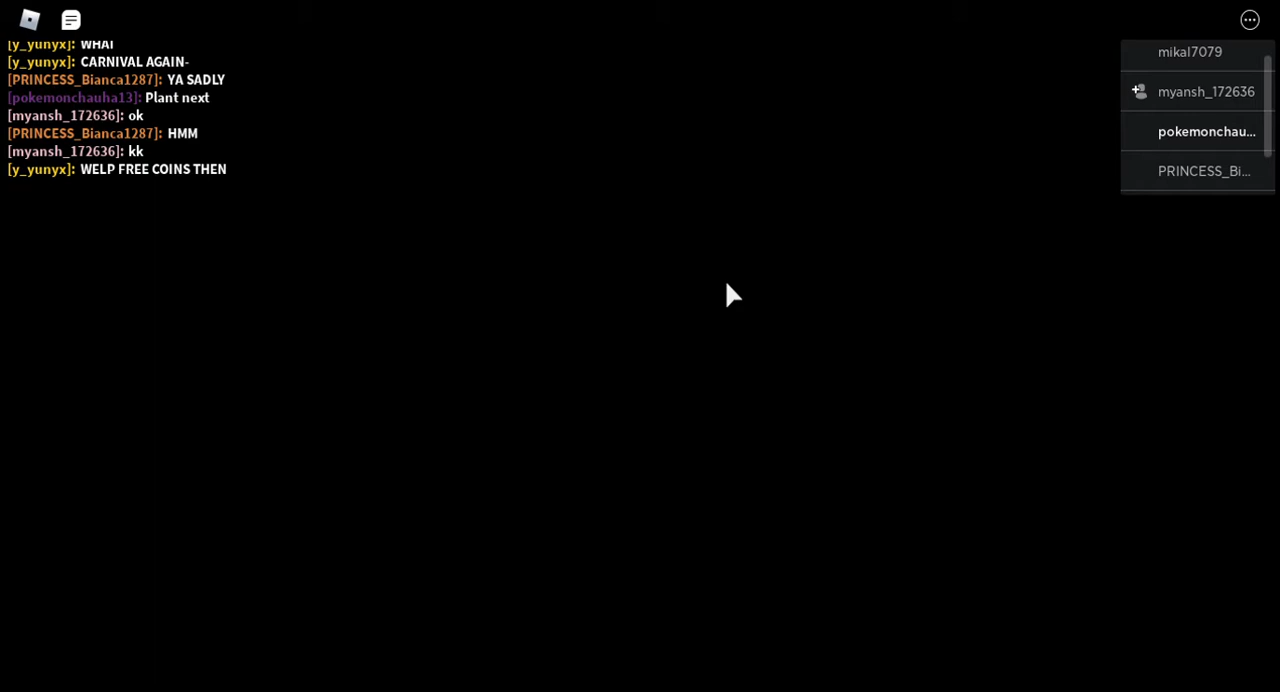 [y_yunyx]: WHAT
[y_yunyx]: CARNIVAL AGAIN-
[PRINCESS_Bianca1287]: YA SADLY
[pokemonchauha13]: Plant next
[myansh_172636]: ok
[PRINCESS_Bianca1287]: HMM
[myansh_172636]: kk
[y_yunyx]: WELP FREE COINS THEN
mikal7079
myansh_172636
pokemonchau...
PRINCESS_Bi...